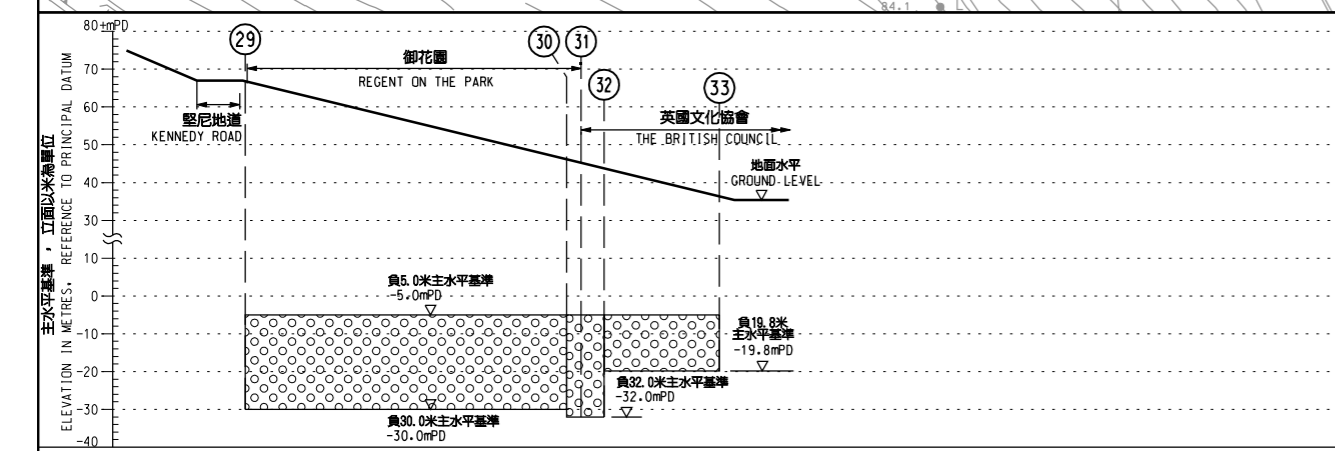 84.1
80+mPD
70
60
50
40
30
10
0
-10
-20
-30
-40
主水平基準 , 立面以米為單位
ELEVATION IN METRES. REFERENCE TO PRINCIPAL DATUM
29
30
31
32
33
御花園
REGENT ON THE PARK
堅尼地道
KENNEDY ROAD
英國文化協會
THE BRITISH COUNCIL
地面水平
GROUND LEVEL
負5.0米主水平基準
-5.0mPD
負19.8米
主水平基準
-19.8mPD
負32.0米主水平基準
-32.0mPD
負30.0米主水平基準
-30.0mPD